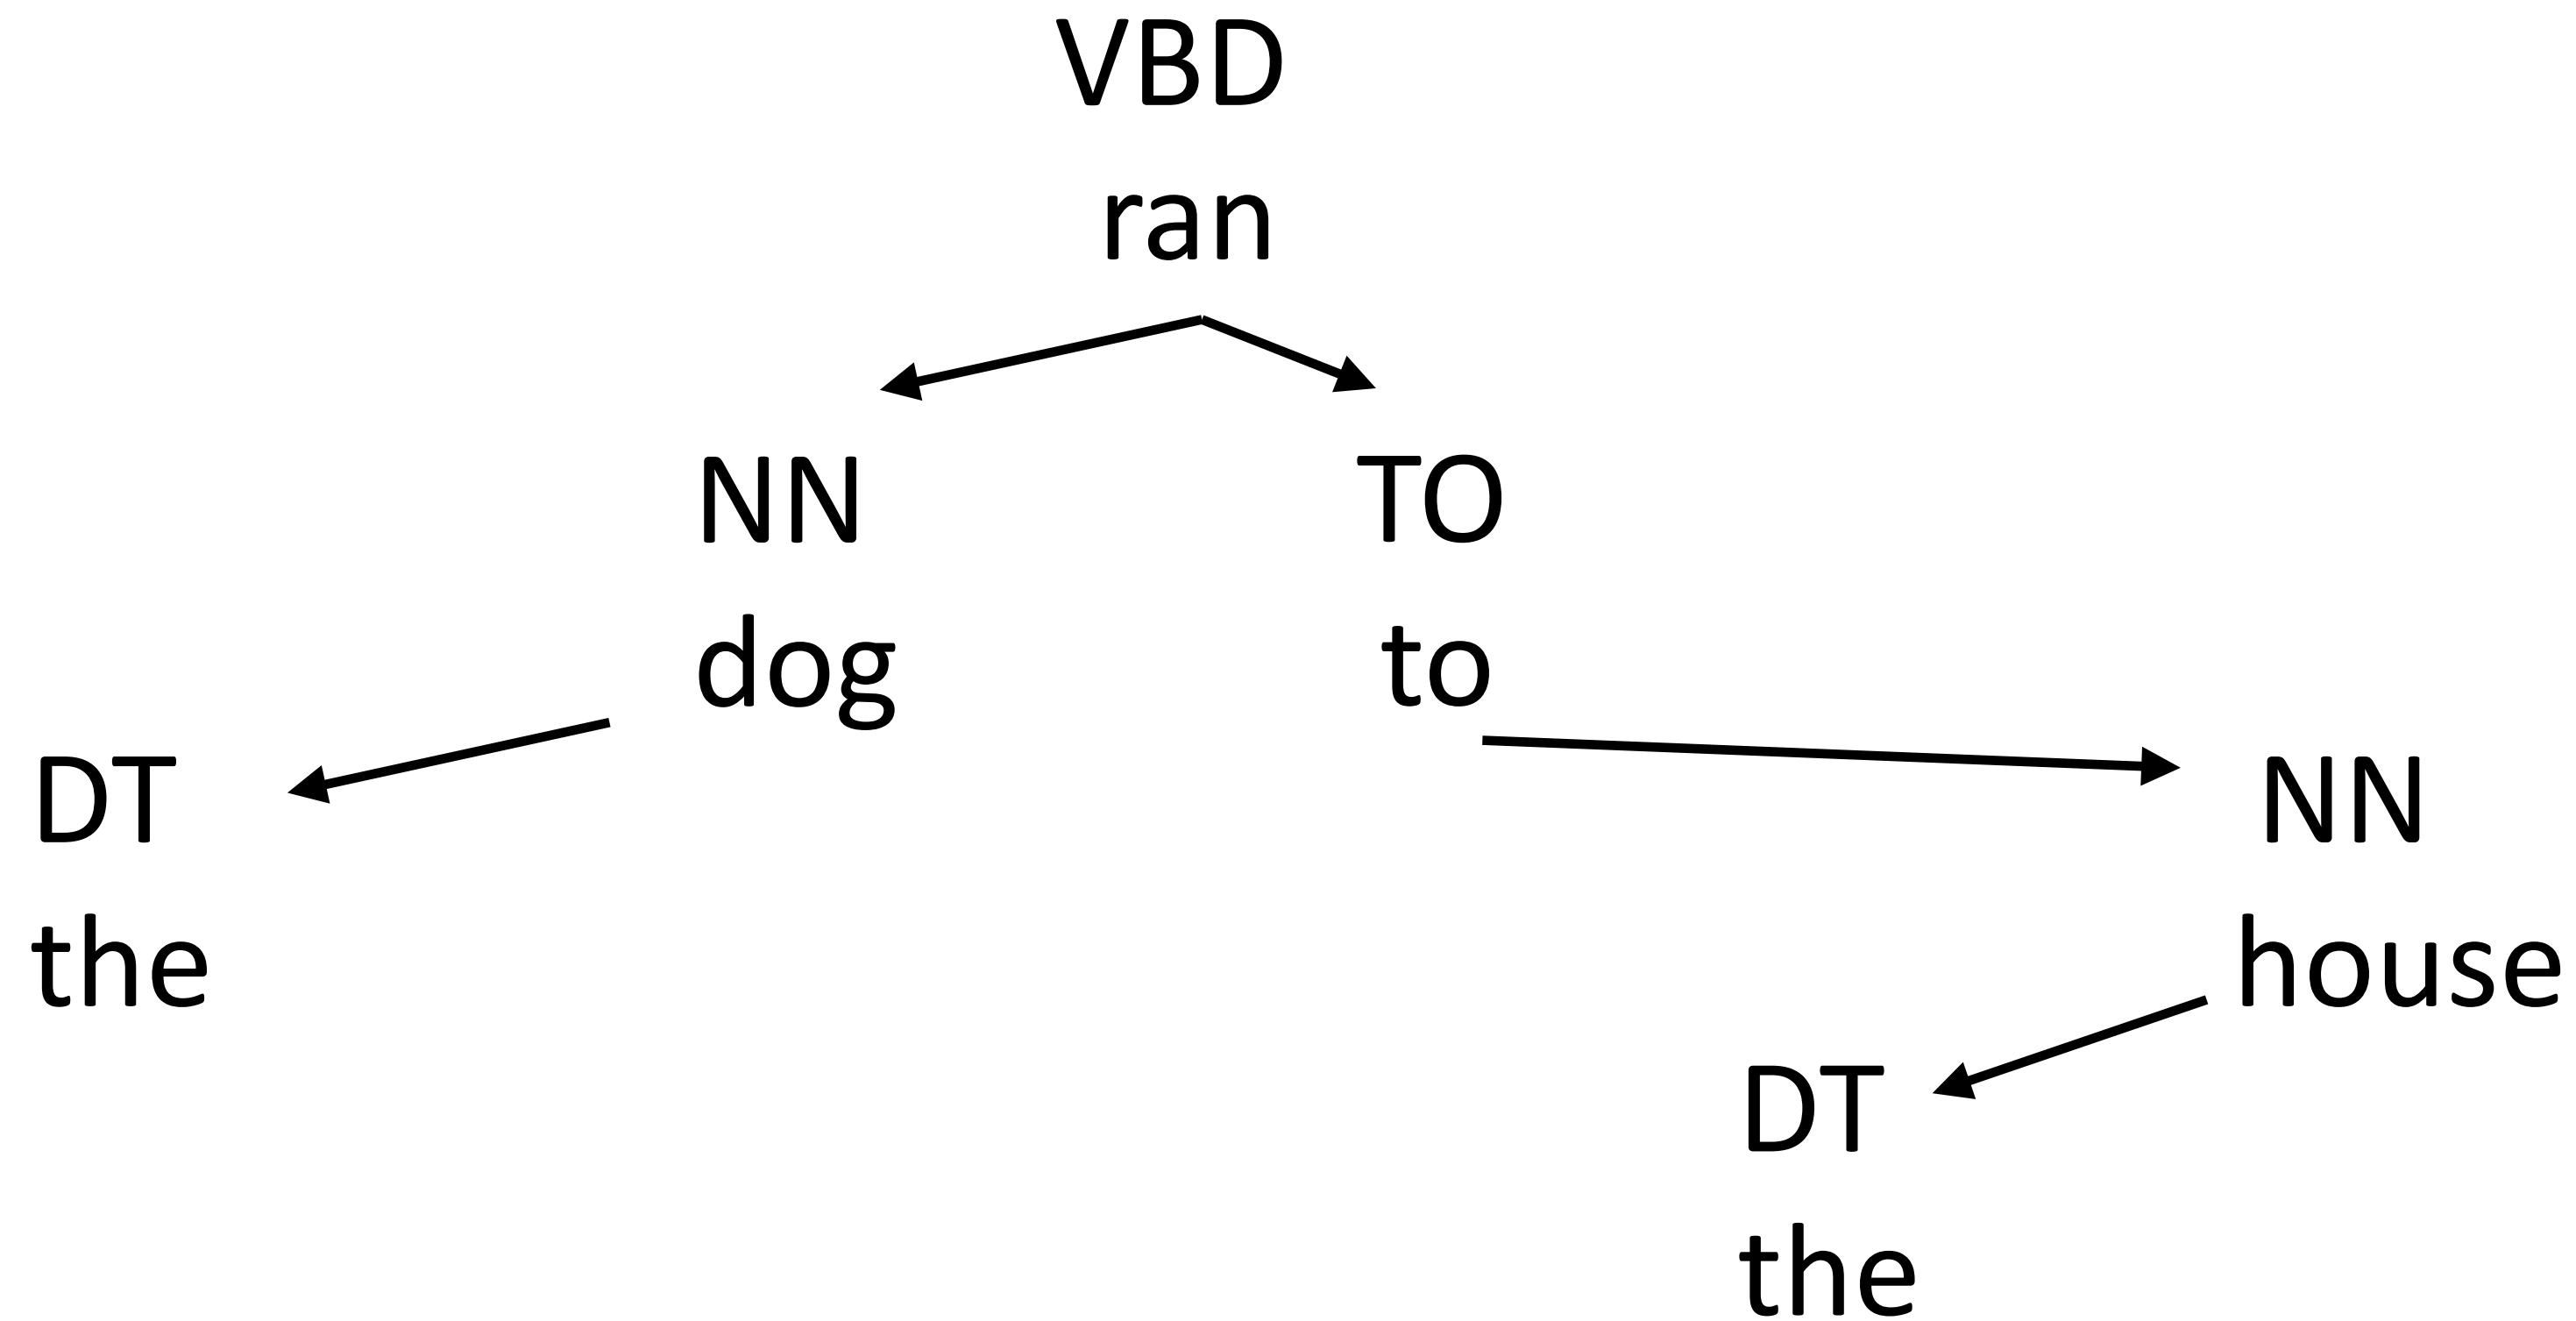 VBD
ran
NN TO
dog to
DT NN
the house
DT
the